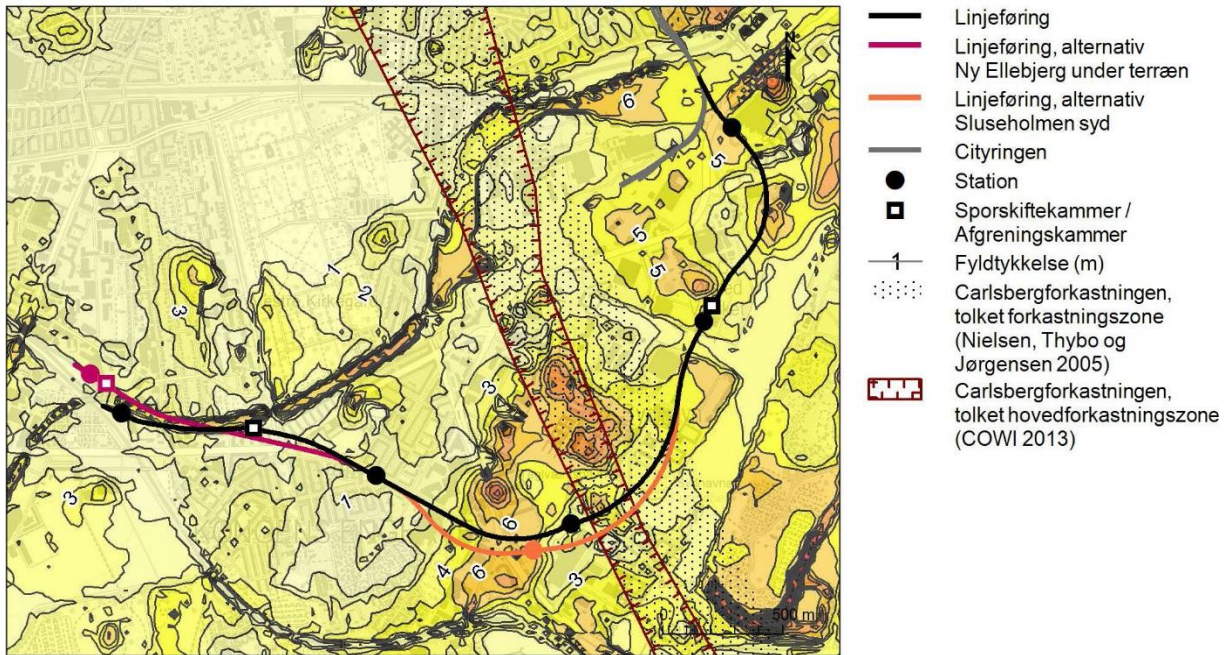 6
5
5
5
1
2
3
3
3
1
6
4
6
3
N
0
500 m
Linjeføring
Linjeføring, alternativ
Ny Ellebjerg under terræn
Linjeføring, alternativ
Sluseholmen syd
Cityringen
Station
Sporskiftekammer /
Afgreningskammer
1
Fyldtykkelse (m)
Carlsbergforkastningen,
tolket forkastningszone
(Nielsen, Thybo og
Jørgensen 2005)
Carlsbergforkastningen,
tolket hovedforkastningszone
(COWI 2013)